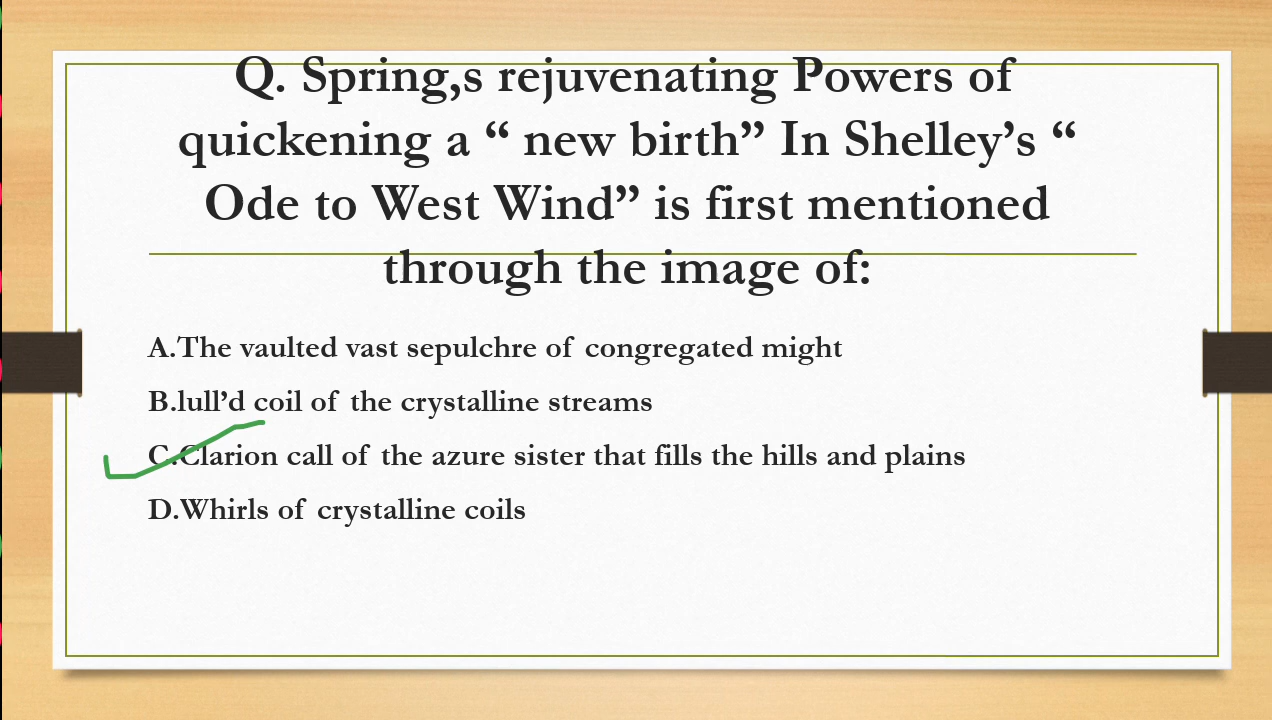 Q. Spring,s rejuvenating Powers of
quickening a “ new birth” In Shelley’s “
Ode to West Wind” is first mentioned
through the image of:
A.The vaulted vast sepulchre of congregated might
B.lull’d coil of the crystalline streams
C.Clarion call of the azure sister that fills the hills and plains
D.Whirls of crystalline coils